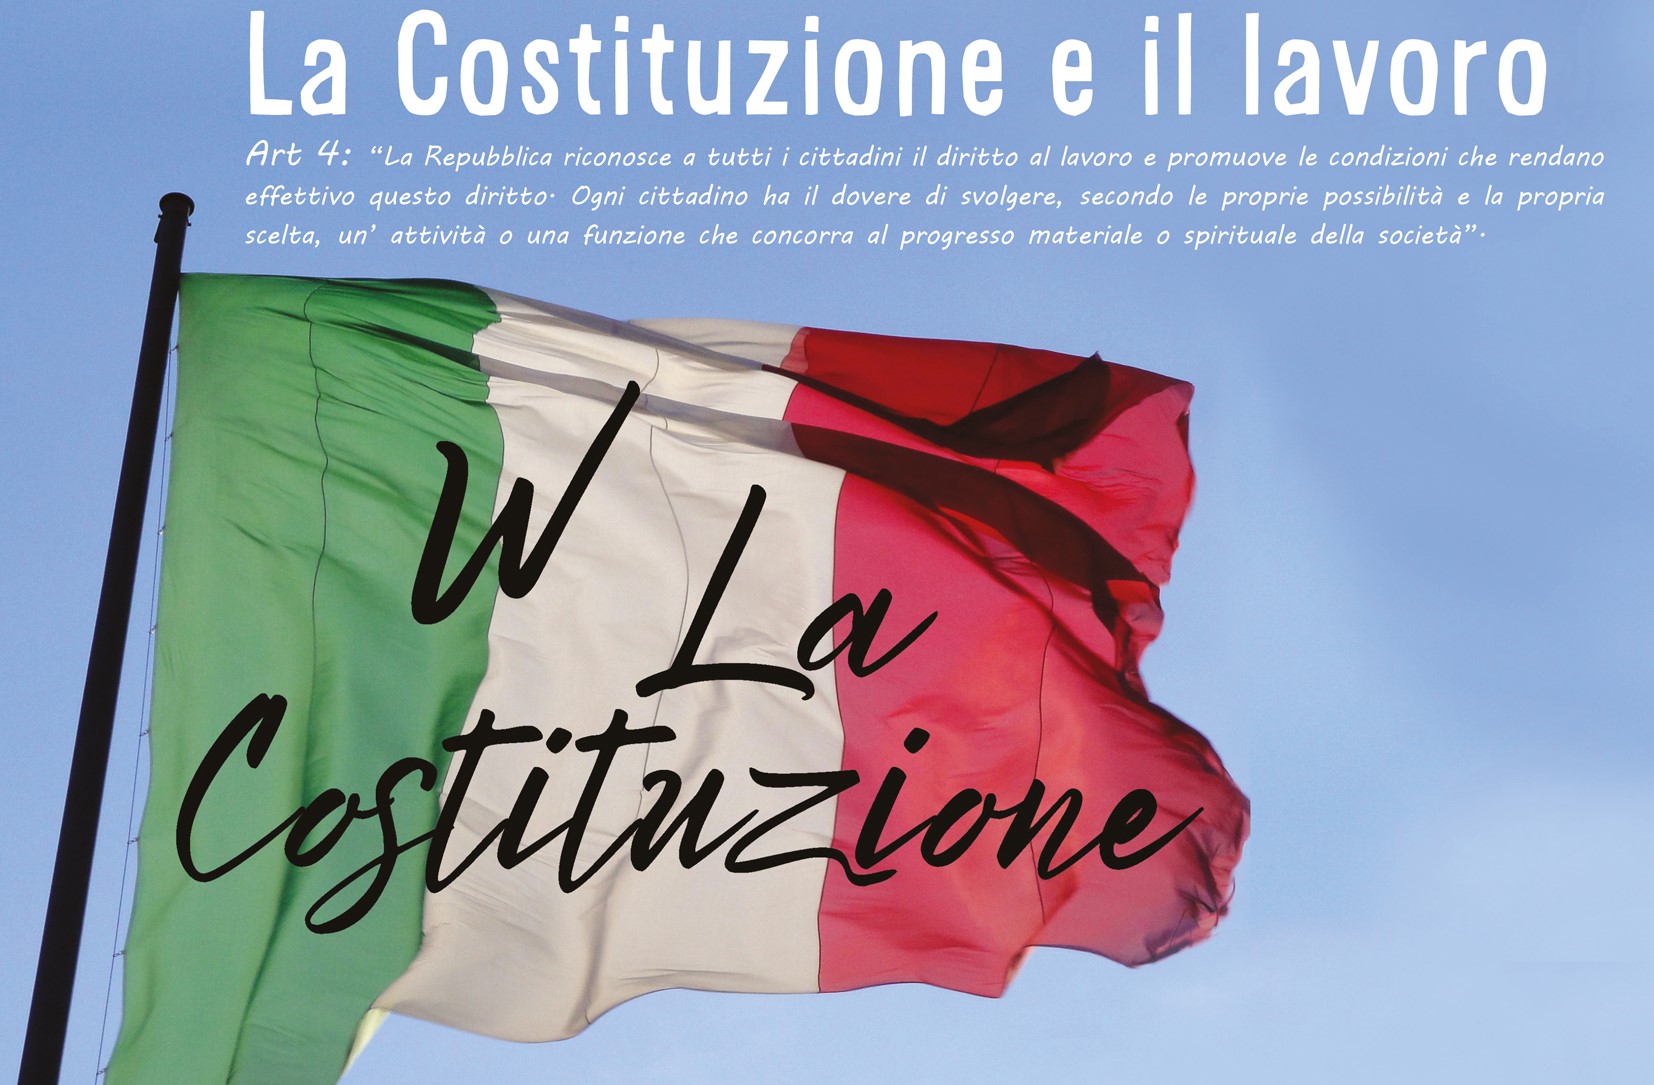 La Costituzione e il lavoro
Art 4: “La Repubblica riconosce a tutti i cittadini il diritto al lavoro e promuove le condizioni che rendano
effettivo questo diritto. Ogni cittadino ha il dovere di svolgere, secondo le proprie possibilità e la propria
scelta, un’ attività o una funzione che concorra al progresso materiale o spirituale della società”.
W
La
Costituzione